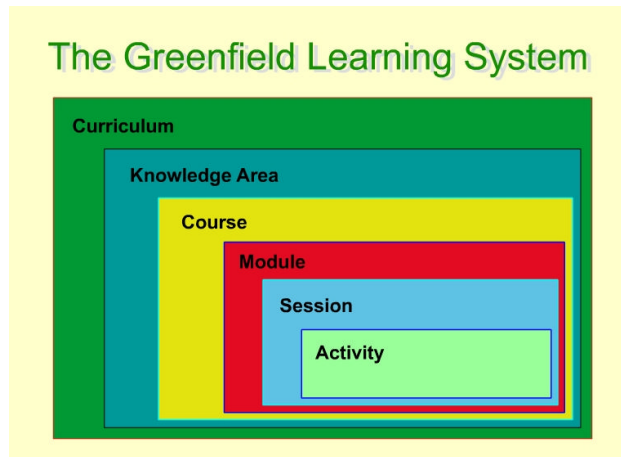 The Greenfield Learning System
Curriculum
Knowledge Area
Course
Module
Session
Activity